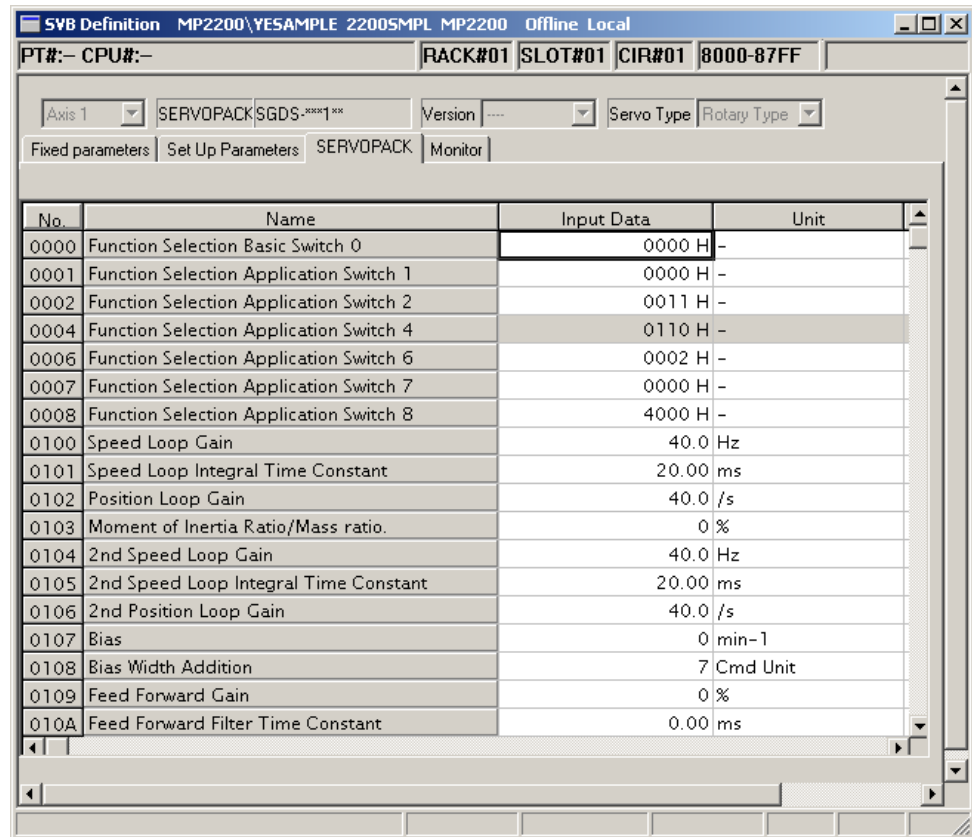 SVB Definition MP2200\YESAMPLE 2200SMPL MP2200 Offline Local
PT#:– CPU#:– RACK#01 SLOT#01 CIR#01 8000-87FF
Axis 1 SERVOPACK SGDS-***1** Version ---- Servo Type Rotary Type
Fixed parameters Set Up Parameters SERVOPACK Monitor
No. Name Input Data Unit
0000 Function Selection Basic Switch 0 0000 H –
0001 Function Selection Application Switch 1 0000 H –
0002 Function Selection Application Switch 2 0011 H –
0004 Function Selection Application Switch 4 0110 H –
0006 Function Selection Application Switch 6 0002 H –
0007 Function Selection Application Switch 7 0000 H –
0008 Function Selection Application Switch 8 4000 H –
0100 Speed Loop Gain 40.0 Hz
0101 Speed Loop Integral Time Constant 20.00 ms
0102 Position Loop Gain 40.0 /s
0103 Moment of Inertia Ratio/Mass ratio. 0 %
0104 2nd Speed Loop Gain 40.0 Hz
0105 2nd Speed Loop Integral Time Constant 20.00 ms
0106 2nd Position Loop Gain 40.0 /s
0107 Bias 0 min-1
0108 Bias Width Addition 7 Cmd Unit
0109 Feed Forward Gain 0 %
010A Feed Forward Filter Time Constant 0.00 ms